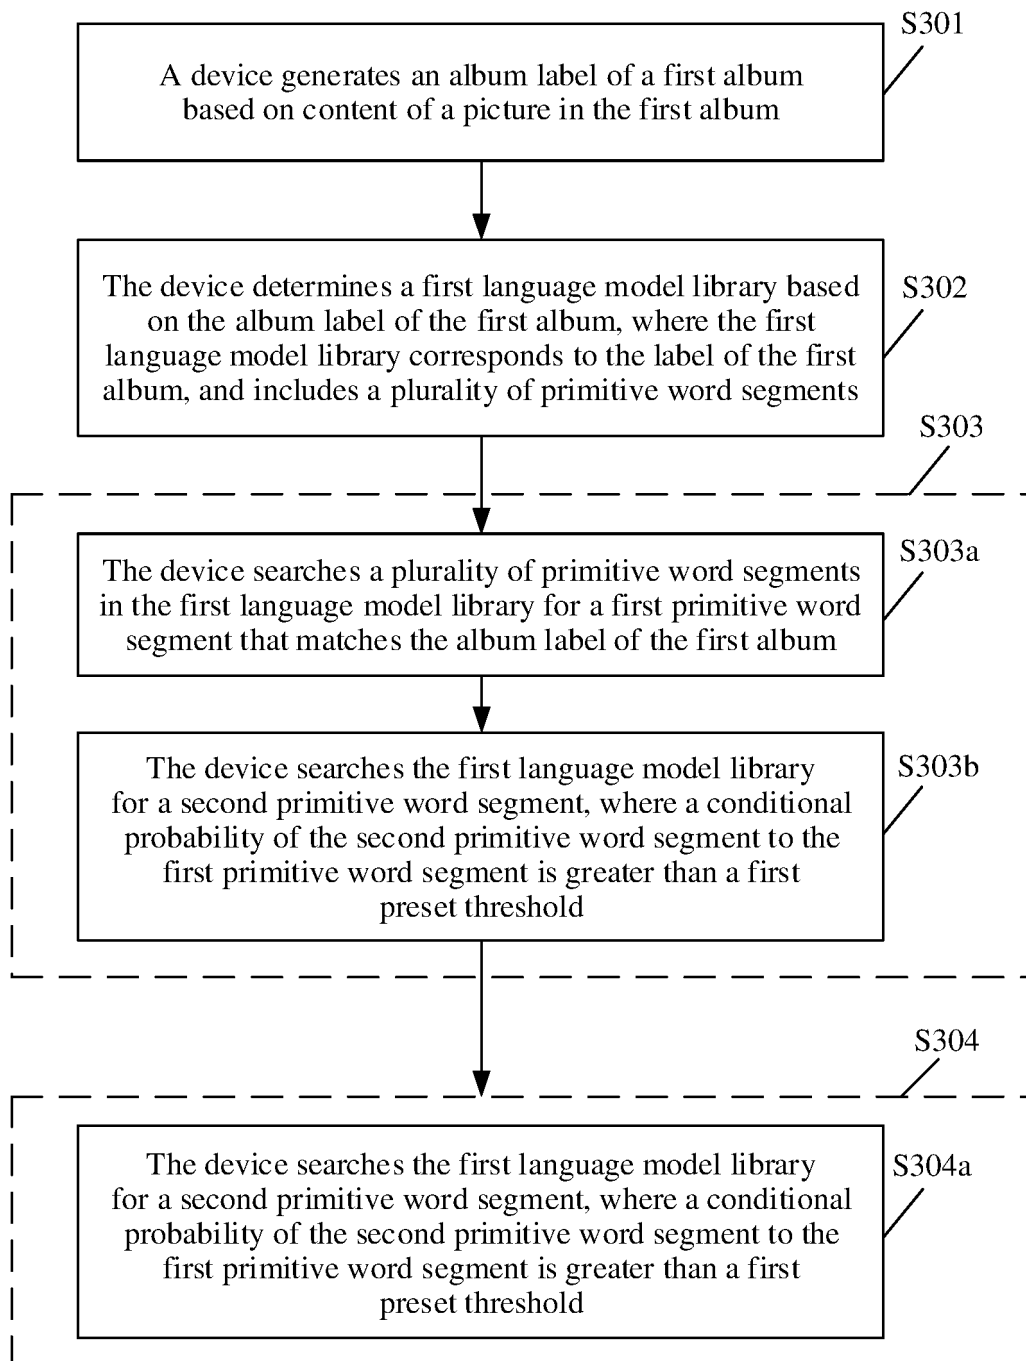 S301
A device generates an album label of a first album
based on content of a picture in the first album
The device determines a first language model library based
on the album label of the first album, where the first
language model library corresponds to the label of the first
album, and includes a plurality of primitive word segments
S302
S303
The device searches a plurality of primitive word segments
in the first language model library for a first primitive word
segment that matches the album label of the first album
S303a
The device searches the first language model library
for a second primitive word segment, where a conditional
probability of the second primitive word segment to the
first primitive word segment is greater than a first
preset threshold
S303b
S304
The device searches the first language model library
for a second primitive word segment, where a conditional
probability of the second primitive word segment to the
first primitive word segment is greater than a first
preset threshold
S304a